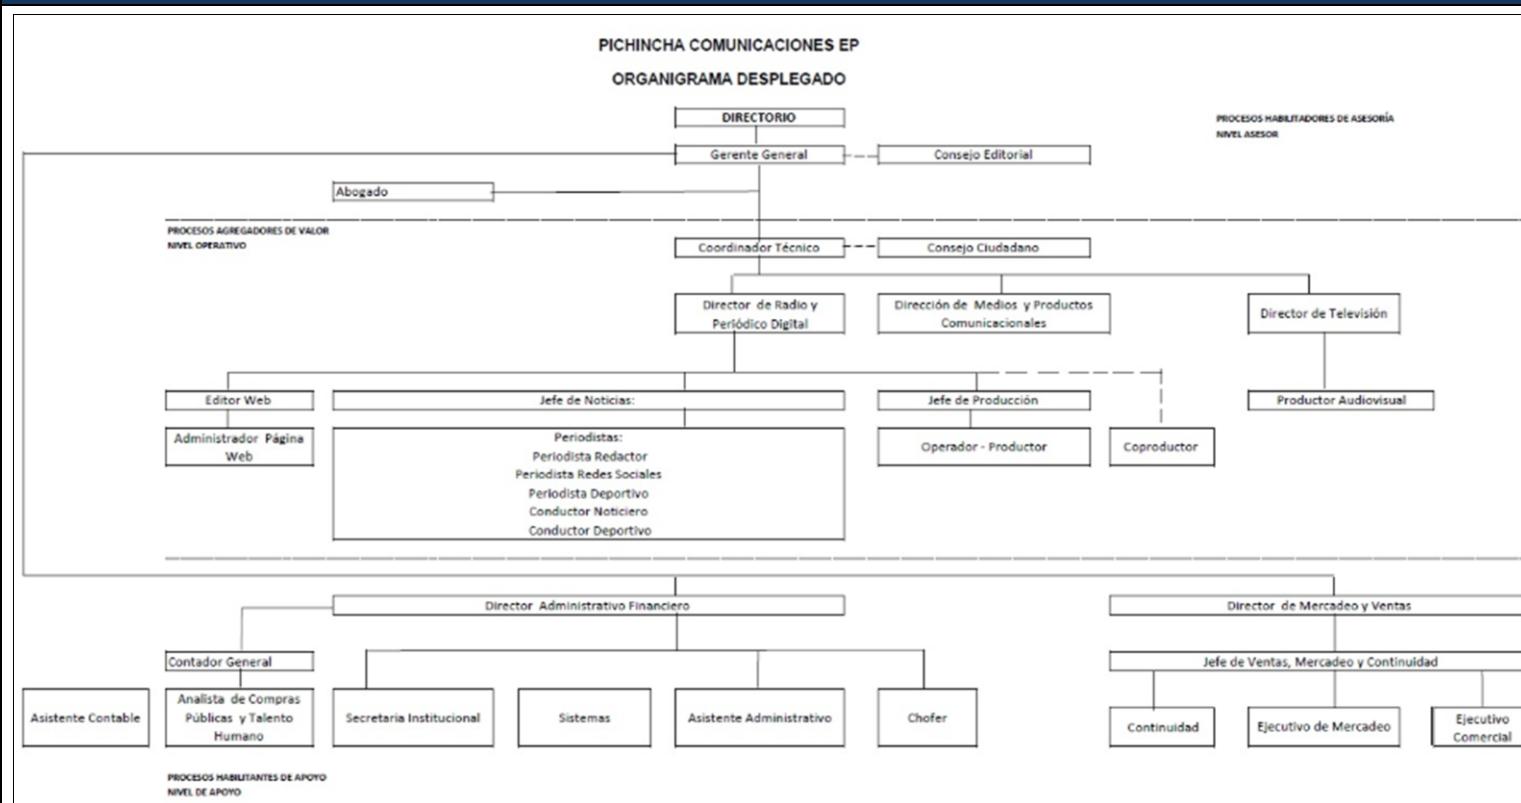 PICHINCHA COMUNICACIONES EP
ORGANIGRAMA DESPLEGADO
DIRECTORIO
PROCESOS HABILITADORES DE ASESORÍA
NIVEL ASESOR
Gerente General
Consejo Editorial
Abogado
PROCESOS AGREGADORES DE VALOR
NIVEL OPERATIVO
Coordinador Técnico
Consejo Ciudadano
Director de Radio y
Periódico Digital
Dirección de Medios y Productos
Comunicacionales
Director de Televisión
Editor Web
Jefe de Noticias:
Jefe de Producción
Productor Audiovisual
Administrador Página
Web
Periodistas:
Periodista Redactor
Periodista Redes Sociales
Periodista Deportivo
Conductor Noticiero
Conductor Deportivo
Operador - Productor
Coproductor
Director Administrativo Financiero
Director de Mercadeo y Ventas
Contador General
Jefe de Ventas, Mercadeo y Continuidad
Asistente Contable
Analista de Compras
Públicas y Talento
Humano
Secretaria Institucional
Sistemas
Asistente Administrativo
Chofer
Continuidad
Ejecutivo de Mercadeo
Ejecutivo
Comercial
PROCESOS HABILITANTES DE APOYO
NIVEL DE APOYO